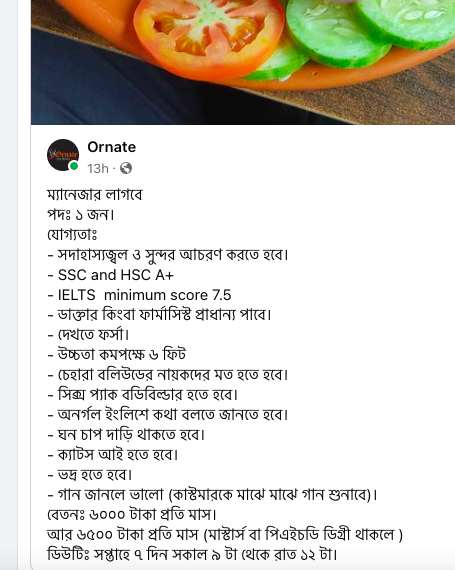 Ornate
13h ·
ম্যানেজার লাগবে
পদঃ ১ জন।
যোগ্যতাঃ
- সদাহাস্যজ্বল ও সুন্দর আচরণ করতে হবে।
- SSC and HSC A+
- IELTS  minimum score 7.5
- ডাক্তার কিংবা ফার্মাসিস্ট প্রাধান্য পাবে।
- দেখতে ফর্সা।
- উচ্চতা কমপক্ষে ৬ ফিট
- চেহারা বলিউডের নায়কদের মত হতে হবে।
- সিক্স প্যাক বডিবিল্ডার হতে হবে।
- অনর্গল ইংলিশে কথা বলতে জানতে হবে।
- ঘন চাপ দাড়ি থাকতে হবে।
- ক্যাটস আই হতে হবে।
- ভদ্র হতে হবে।
- গান জানলে ভালো (কাস্টমারকে মাঝে মাঝে গান শুনাবে)।
বেতনঃ ৬০০০ টাকা প্রতি মাস।
আর ৬৫০০ টাকা প্রতি মাস (মাস্টার্স বা পিএইচডি ডিগ্রী থাকলে )
ডিউটিঃ সপ্তাহে ৭ দিন সকাল ৯ টা থেকে রাত ১২ টা।